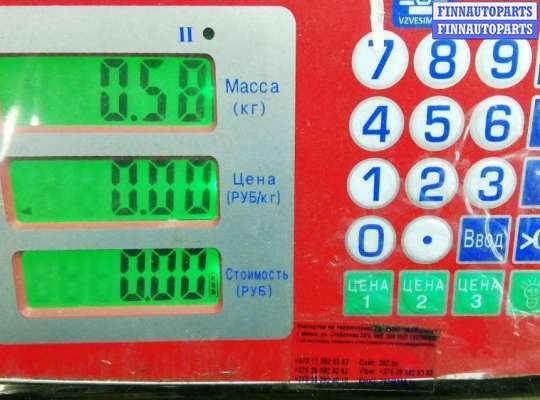 FINNAUTOPARTS
FINNAUTOPARTS
VZVESIM
II
0.58
Масса
(кг)
0.00
Цена
(РУБ/кг)
0.00
Стоимость
(РУБ)
7 8 9
4 5 6
1 2 3
0 . Ввод >0
ЦЕНА 1
ЦЕНА 2
ЦЕНА 3